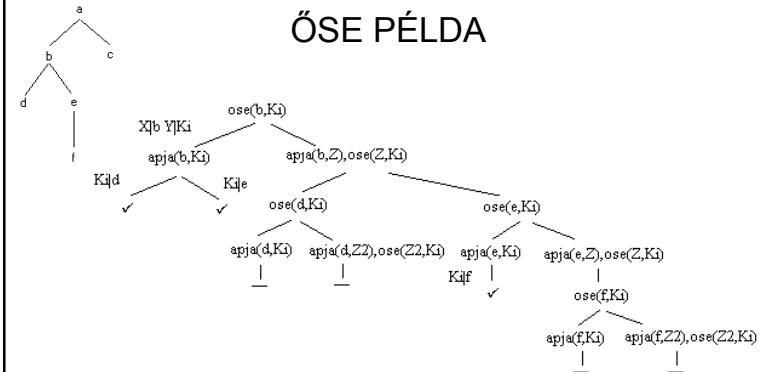 ŐSE PÉLDA
a
b
c
d
e
f
ose(b,Ki)
X|b Y|Ki
apja(b,Ki)
apja(b,Z),ose(Z,Ki)
Ki|d
Ki|e
ose(d,Ki)
ose(e,Ki)
apja(d,Ki)
apja(d,Z2),ose(Z2,Ki)
apja(e,Ki)
apja(e,Z),ose(Z,Ki)
Ki|f
ose(f,Ki)
apja(f,Ki)
apja(f,Z2),ose(Z2,Ki)